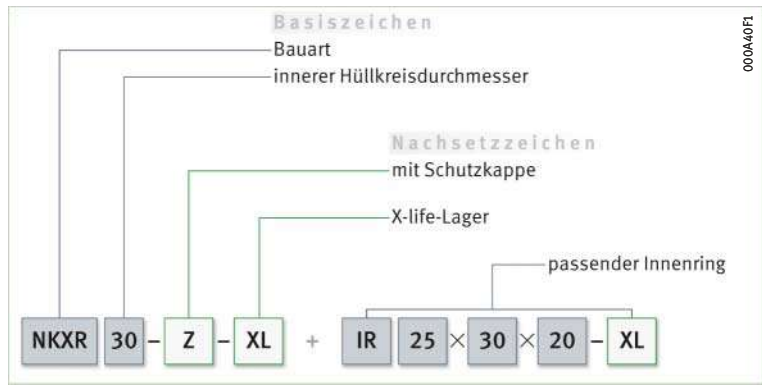 Basiszeichen
Bauart
innerer Hüllkreisdurchmesser
000A40F1
Nachsetzzeichen
mit Schutzkappe
X-life-Lager
passender Innenring
NKXR 30 – Z – XL + IR 25 × 30 × 20 – XL